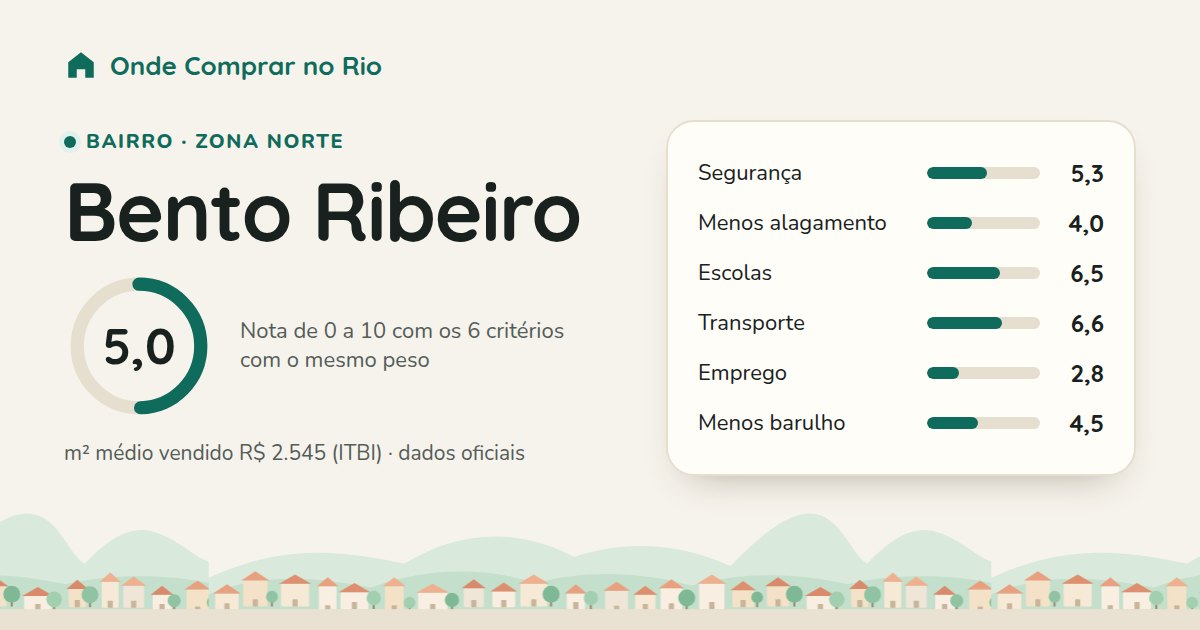 Onde Comprar no Rio
BAIRRO · ZONA NORTE
Bento Ribeiro
5,0
Nota de 0 a 10 com os 6 critérios
com o mesmo peso
m² médio vendido R$ 2.545 (ITBI) · dados oficiais
Segurança 5,3
Menos alagamento 4,0
Escolas 6,5
Transporte 6,6
Emprego 2,8
Menos barulho 4,5